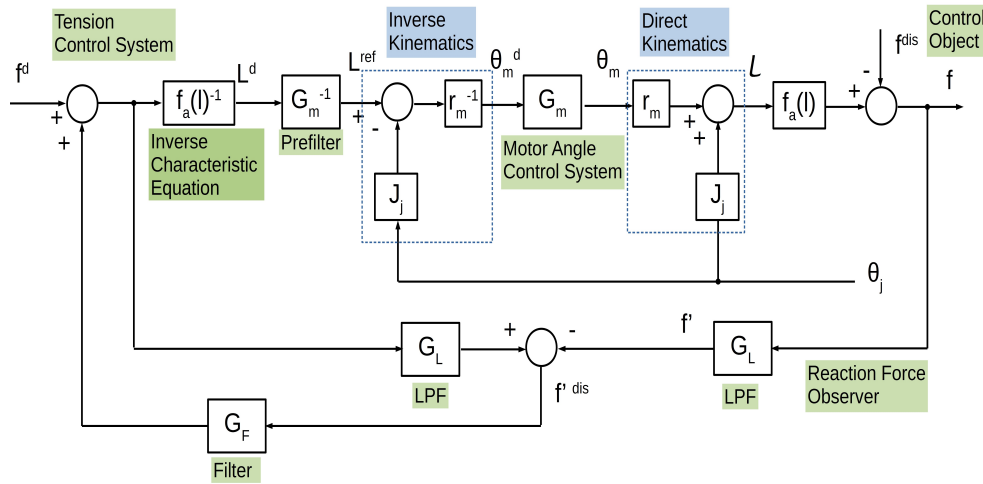 Tension
Control System
Inverse
Kinematics
Direct
Kinematics
Control
Object
f^d
+
+
f_a(l)^-1
L^d
G_m^-1
L^ref
+
-
r_m^-1
θ_m^d
G_m
θ_m
r_m
+
+
L
f_a(l)
+
-
f^dis
f
Inverse
Characteristic
Equation
Prefilter
Motor Angle
Control System
J_j
J_j
θ_j
G_L
LPF
+
-
f' dis
f'
G_L
LPF
Reaction Force
Observer
G_F
Filter